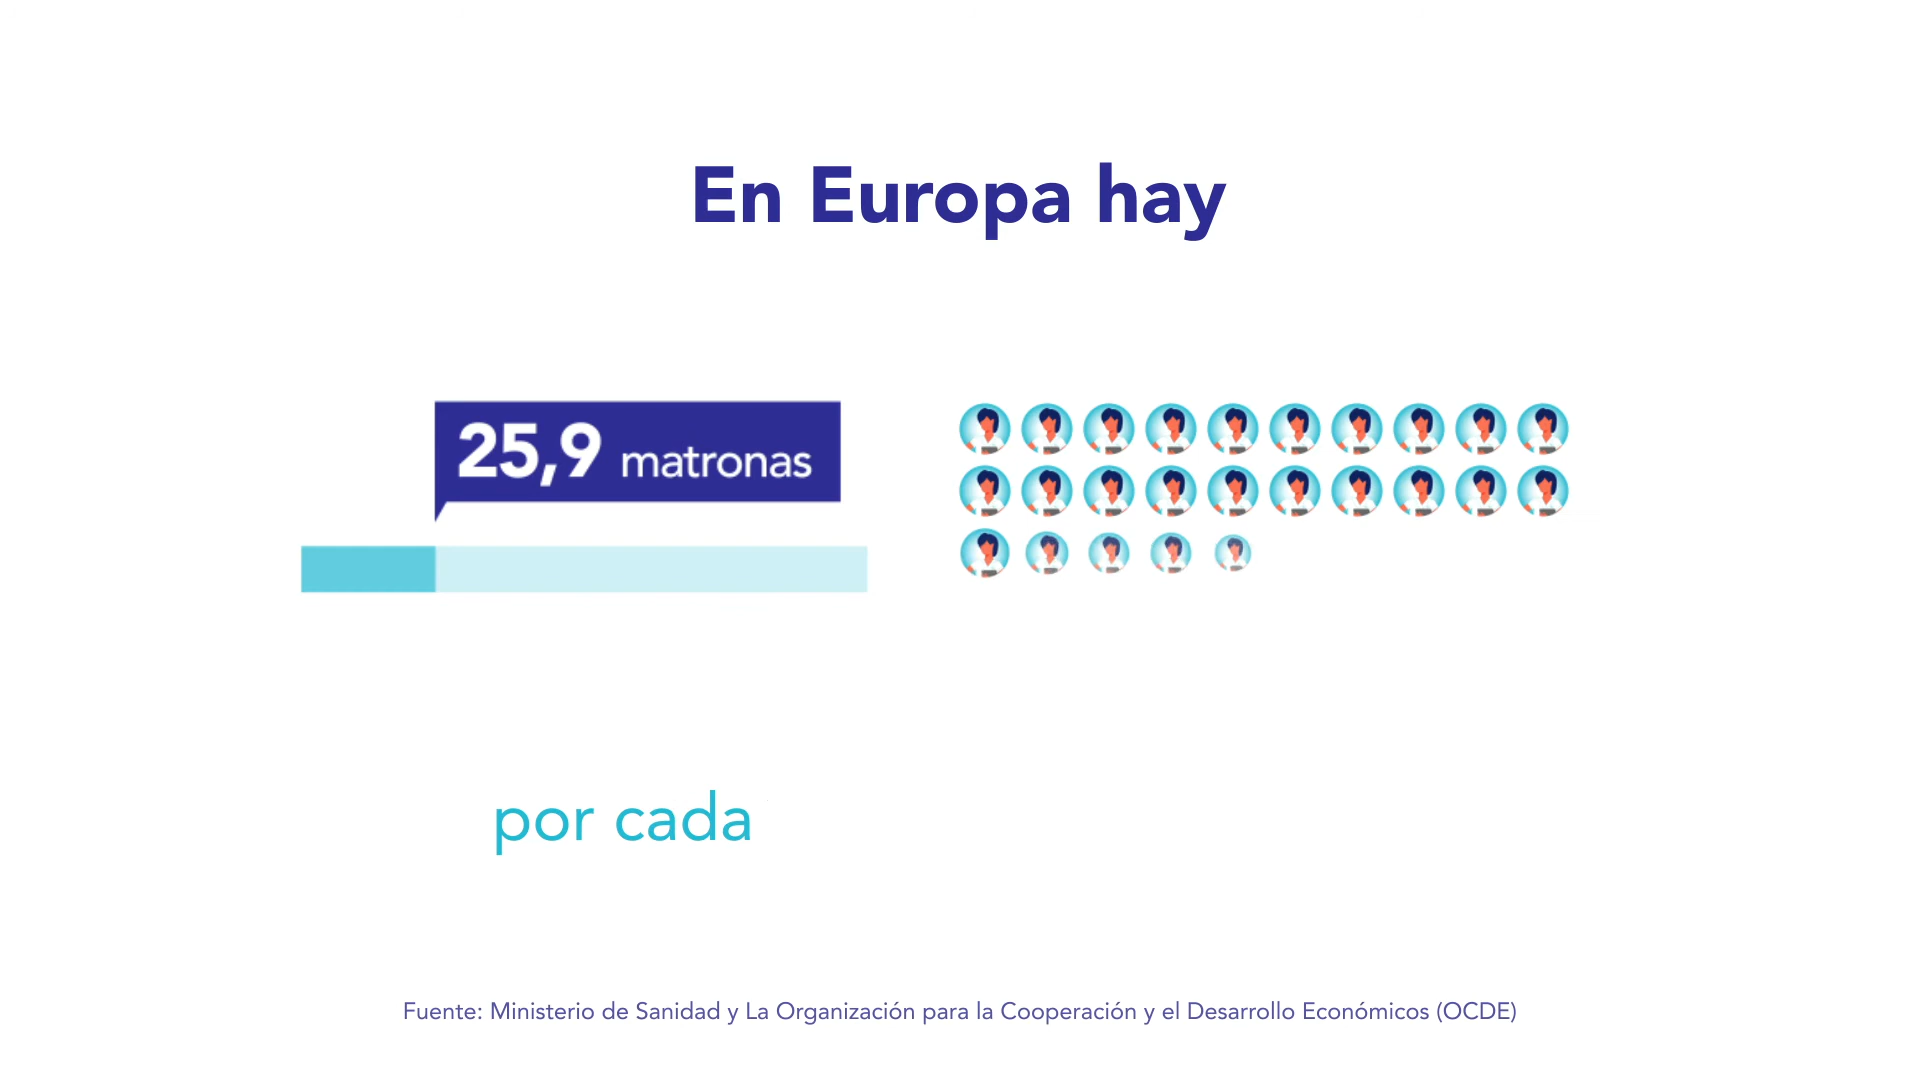 En Europa hay
25,9 matronas
por cada
Fuente: Ministerio de Sanidad y La Organización para la Cooperación y el Desarrollo Económicos (OCDE)